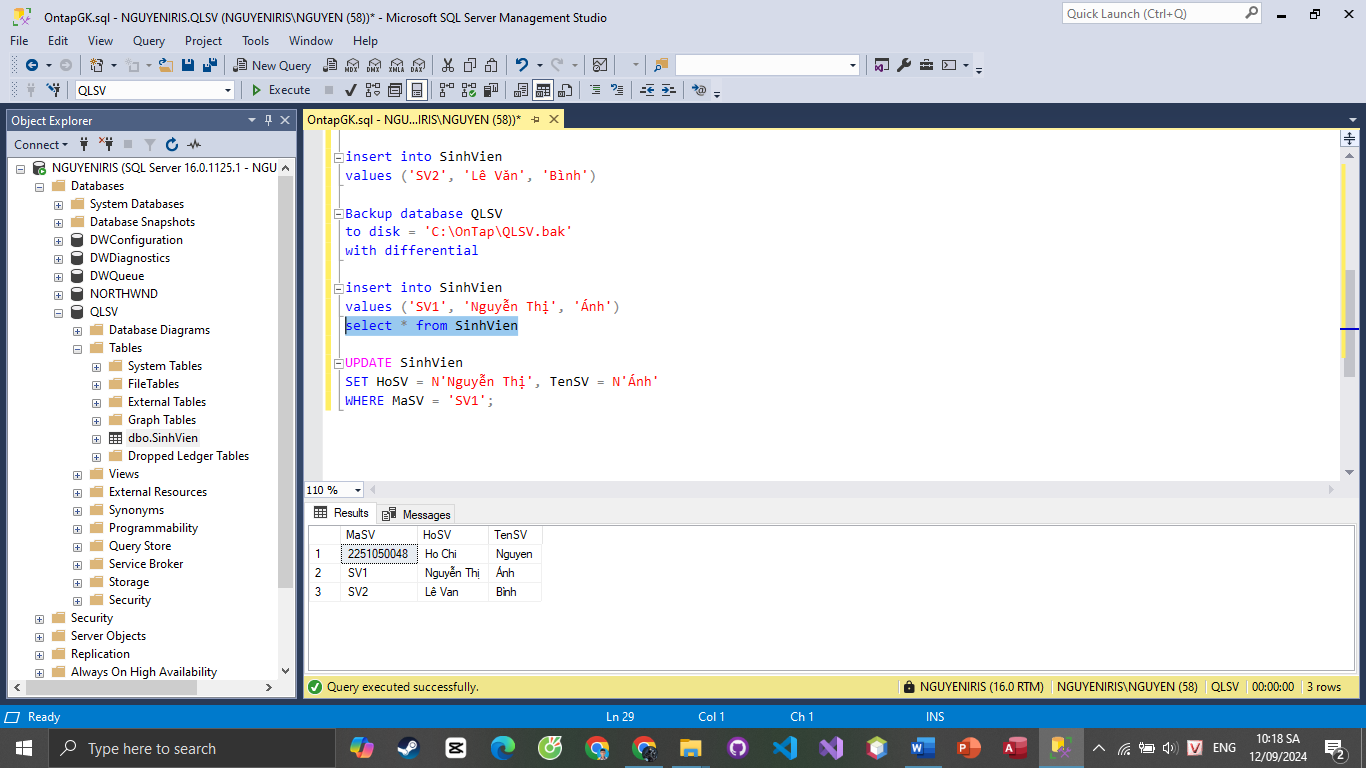 OntapGK.sql - NGUYENIRIS.QLSV (NGUYENIRIS\NGUYEN (58))* - Microsoft SQL Server Management Studio
Quick Launch (Ctrl+Q)
File Edit View Query Project Tools Window Help
New Query
MDX DMX XMLA DAX
QLSV
Execute
Object Explorer
Connect
NGUYENIRIS (SQL Server 16.0.1125.1 - NGU
Databases
System Databases
Database Snapshots
DWConfiguration
DWDiagnostics
DWQueue
NORTHWND
QLSV
Database Diagrams
Tables
System Tables
FileTables
External Tables
Graph Tables
dbo.SinhVien
Dropped Ledger Tables
Views
External Resources
Synonyms
Programmability
Query Store
Service Broker
Storage
Security
Security
Server Objects
Replication
Always On High Availability
OntapGK.sql - NGU...IRIS\NGUYEN (58))*
insert into SinhVien
values ('SV2', 'Lê Văn', 'Bình')
Backup database QLSV
to disk = 'C:\OnTap\QLSV.bak'
with differential
insert into SinhVien
values ('SV1', 'Nguyễn Thị', 'Ánh')
select * from SinhVien
UPDATE SinhVien
SET HoSV = N'Nguyễn Thị', TenSV = N'Ánh'
WHERE MaSV = 'SV1';
110 %
Results Messages
MaSV HoSV TenSV
1 2251050048 Ho Chi Nguyen
2 SV1 Nguyễn Thị Ánh
3 SV2 Lê Van Bình
Query executed successfully.
NGUYENIRIS (16.0 RTM) NGUYENIRIS\NGUYEN (58) QLSV 00:00:00 3 rows
Ready
Ln 29 Col 1 Ch 1 INS
Type here to search
ENG
10:18 SA
12/09/2024
2